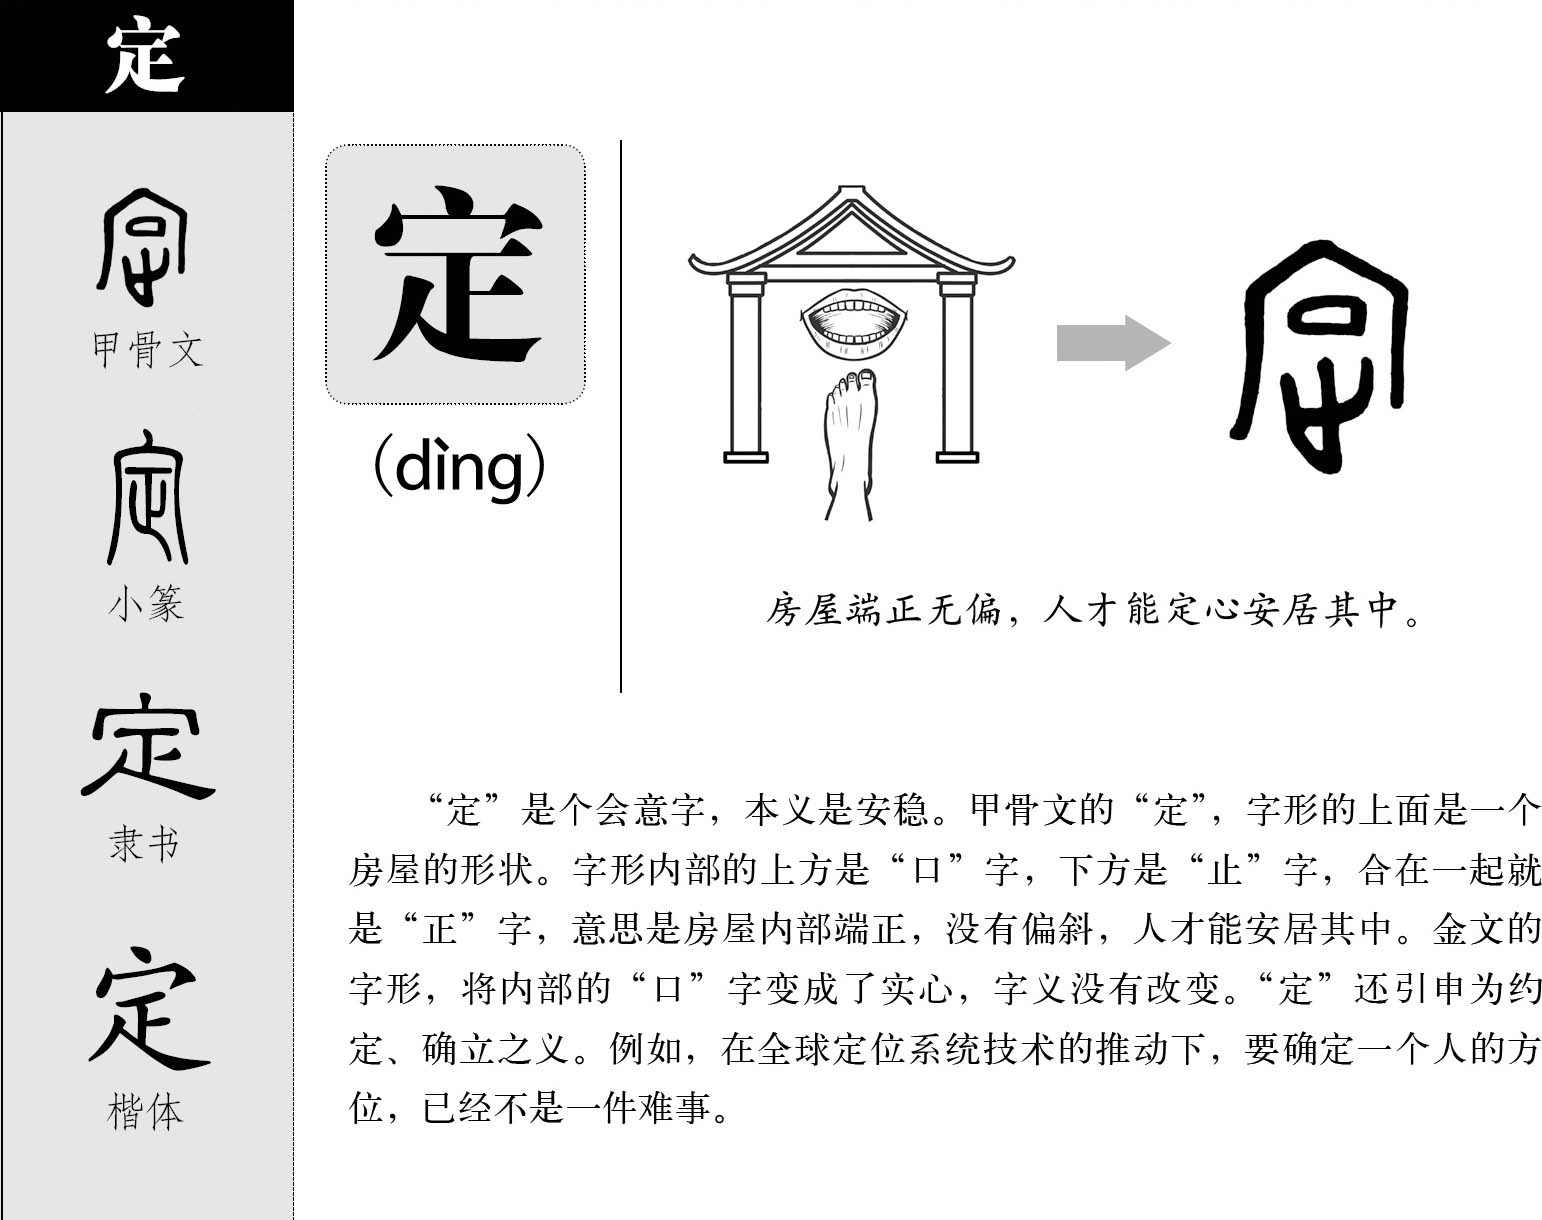 定
甲骨文
小篆
隶书
楷体
定
（dìng）
房屋端正无偏，人才能定心安居其中。
“定”是个会意字，本义是安稳。甲骨文的“定”，字形的上面是一个
房屋的形状。字形内部的上方是“口”字，下方是“止”字，合在一起就
是“正”字，意思是房屋内部端正，没有偏斜，人才能安居其中。金文的
字形，将内部的“口”字变成了实心，字义没有改变。“定”还引申为约
定、确立之义。例如，在全球定位系统技术的推动下，要确定一个人的方
位，已经不是一件难事。